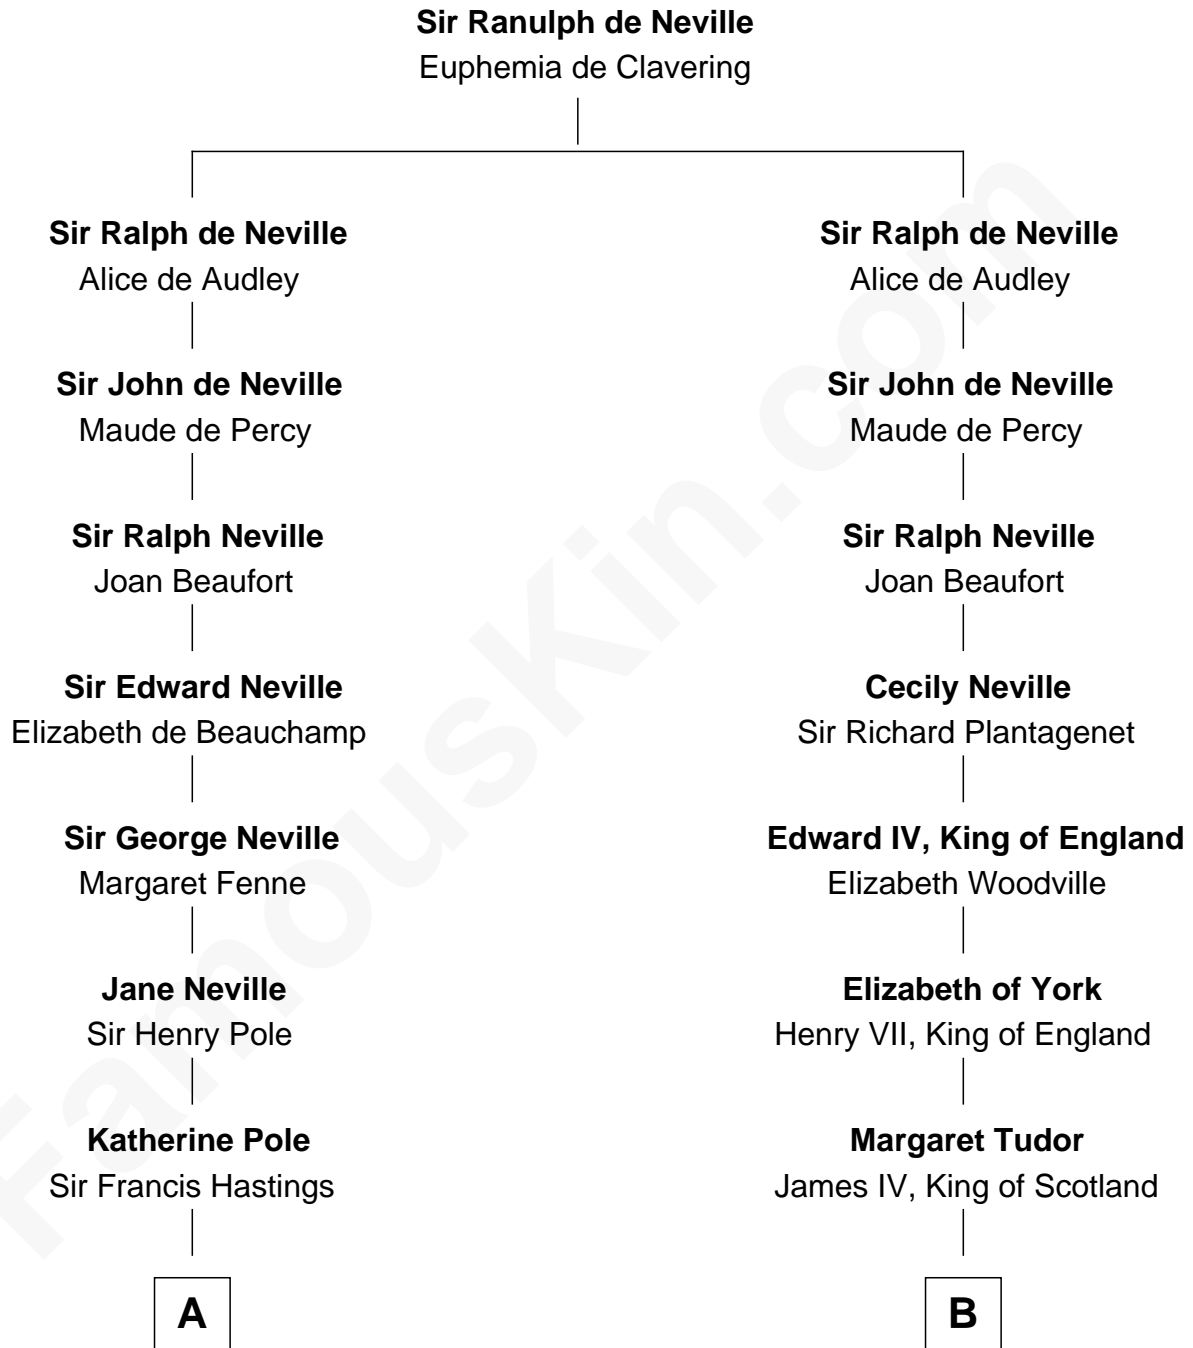 Sir Ranulph de Neville
Euphemia de Clavering
Sir Ralph de Neville
Alice de Audley
Sir John de Neville
Maude de Percy
Sir Ralph Neville
Joan Beaufort
Sir Edward Neville
Elizabeth de Beauchamp
Sir George Neville
Margaret Fenne
Jane Neville
Sir Henry Pole
Katherine Pole
Sir Francis Hastings
A
Sir Ralph de Neville
Alice de Audley
Sir John de Neville
Maude de Percy
Sir Ralph Neville
Joan Beaufort
Cecily Neville
Sir Richard Plantagenet
Edward IV, King of England
Elizabeth Woodville
Elizabeth of York
Henry VII, King of England
Margaret Tudor
James IV, King of Scotland
B
FamousKin.com